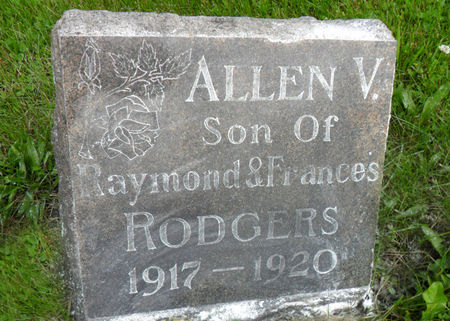 ALLEN V.
Son Of
Raymond & Frances
RODGERS
1917 — 1920